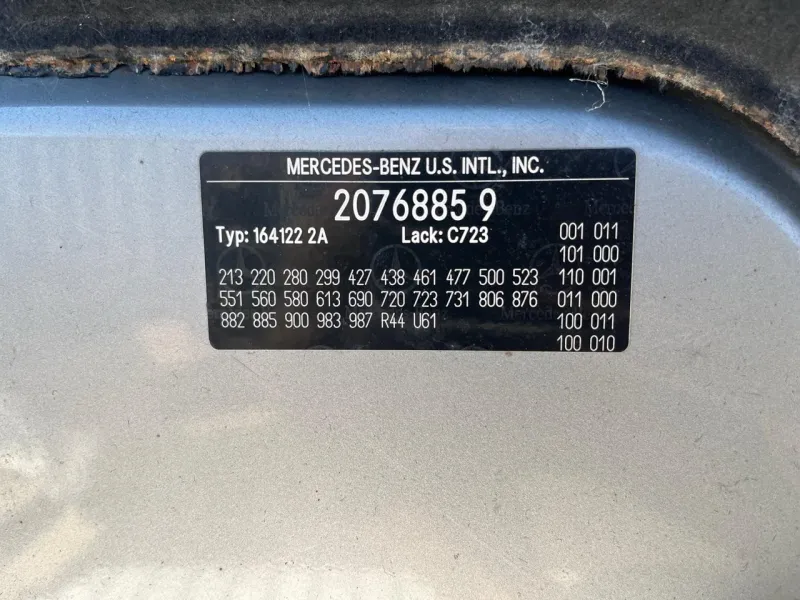 MERCEDES-BENZ U.S. INTL., INC.
2076885 9
Typ: 164122 2A Lack: C723 001 011
101 000
213 220 280 299 427 438 461 477 500 523 110 001
551 560 580 613 690 720 723 731 806 876 011 000
882 885 900 983 987 R44 U61 100 011
100 010